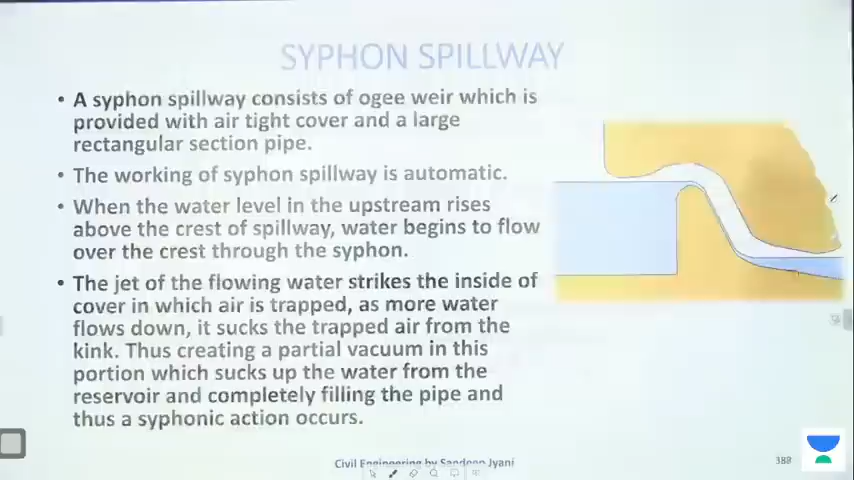 SYPHON SPILLWAY
• A syphon spillway consists of ogee weir which is
provided with air tight cover and a large
rectangular section pipe.
• The working of syphon spillway is automatic.
• When the water level in the upstream rises
above the crest of spillway, water begins to flow
over the crest through the syphon.
• The jet of the flowing water strikes the inside of
cover in which air is trapped, as more water
flows down, it sucks the trapped air from the
kink. Thus creating a partial vacuum in this
portion which sucks up the water from the
reservoir and completely filling the pipe and
thus a syphonic action occurs.
Civil Engineering by Sandeep Jyani
388